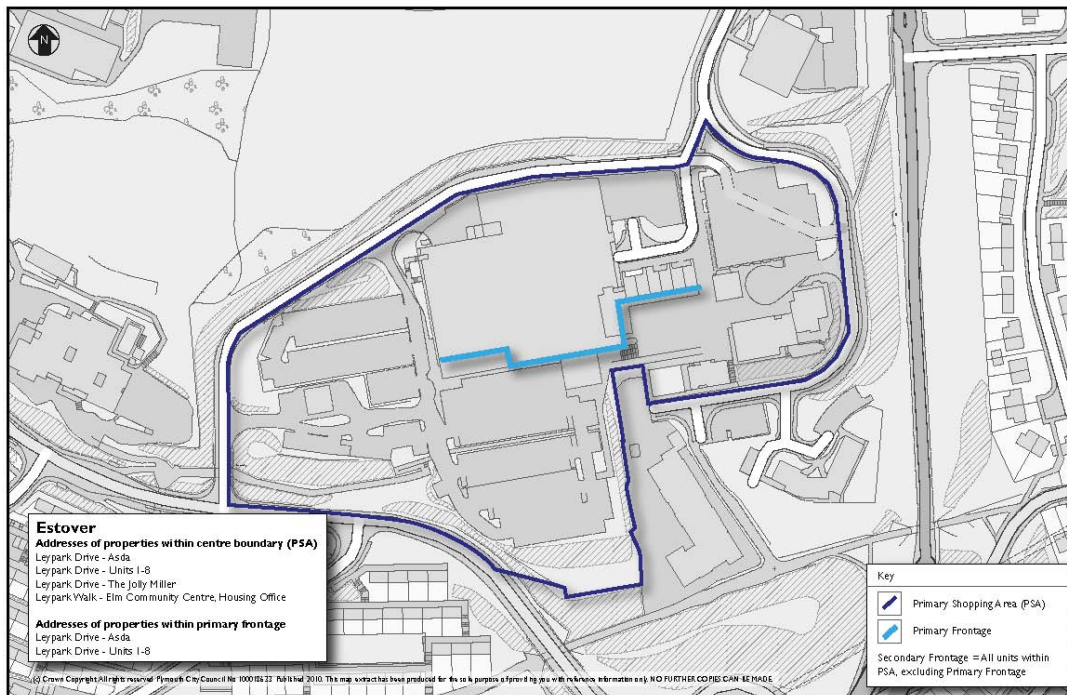 N
Estover
Addresses of properties within centre boundary (PSA)
Leypark Drive - Asda
Leypark Drive - Units 1-8
Leypark Drive - The Jolly Miller
Leypark Walk - Elm Community Centre, Housing Office
Addresses of properties within primary frontage
Leypark Drive - Asda
Leypark Drive - Units 1-8
Key
Primary Shopping Area (PSA)
Primary Frontage
Secondary Frontage = All units within
PSA, excluding Primary Frontage
(c) Crown Copyright. All rights reserved. Plymouth City Council No. Published 2010. This map extract has been produced for the sole purpose of providing you with reference information only. NO FURTHER COPIES CAN BE MADE